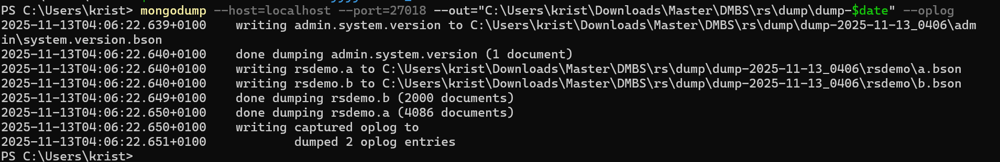 PS C:\Users\krist> mongodump --host=localhost --port=27018 --out="C:\Users\krist\Downloads\Master\DMBS\rs\dump\dump-$date" --oplog
2025-11-13T04:06:22.639+0100    writing admin.system.version to C:\Users\krist\Downloads\Master\DMBS\rs\dump\dump-2025-11-13_0406\adm
in\system.version.bson
2025-11-13T04:06:22.640+0100    done dumping admin.system.version (1 document)
2025-11-13T04:06:22.640+0100    writing rsdemo.a to C:\Users\krist\Downloads\Master\DMBS\rs\dump\dump-2025-11-13_0406\rsdemo\a.bson
2025-11-13T04:06:22.640+0100    writing rsdemo.b to C:\Users\krist\Downloads\Master\DMBS\rs\dump\dump-2025-11-13_0406\rsdemo\b.bson
2025-11-13T04:06:22.649+0100    done dumping rsdemo.b (2000 documents)
2025-11-13T04:06:22.650+0100    done dumping rsdemo.a (4086 documents)
2025-11-13T04:06:22.650+0100    writing captured oplog to
2025-11-13T04:06:22.651+0100            dumped 2 oplog entries
PS C:\Users\krist>